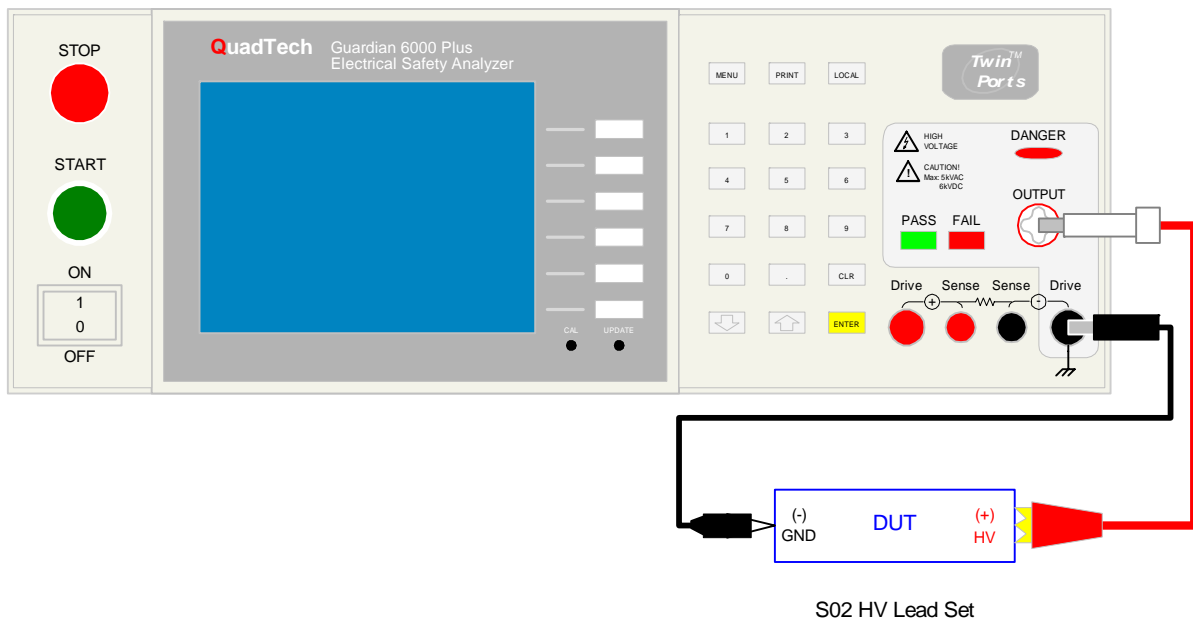 STOP
START
ON
1
0
OFF
QuadTech
Guardian 6000 Plus
Electrical Safety Analyzer
CAL
UPDATE
MENU
PRINT
LOCAL
1
2
3
4
5
6
7
8
9
0
.
CLR
ENTER
Twin™
Ports
HIGH
VOLTAGE
CAUTION!
Max: 5kVAC
6kVDC
DANGER
OUTPUT
PASS
FAIL
Drive
Sense
Sense
Drive
+
-
(-)
GND
DUT
(+)
HV
S02 HV Lead Set